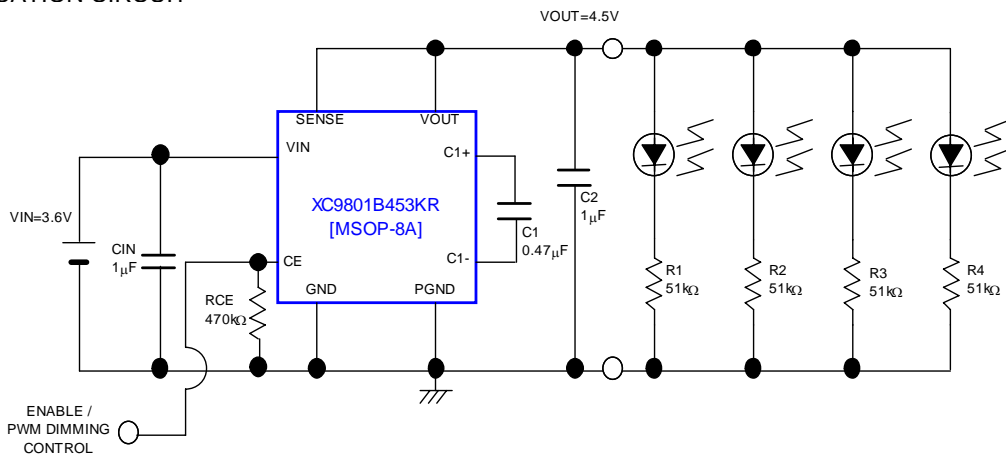 VOUT=4.5V
SENSE
VOUT
VIN
C1+
XC9801B453KR
[MSOP-8A]
C1
0.47μF
C2
1μF
VIN=3.6V
CIN
1μF
CE
C1-
GND
PGND
RCE
470kΩ
R1
51kΩ
R2
51kΩ
R3
51kΩ
R4
51kΩ
ENABLE /
PWM DIMMING
CONTROL